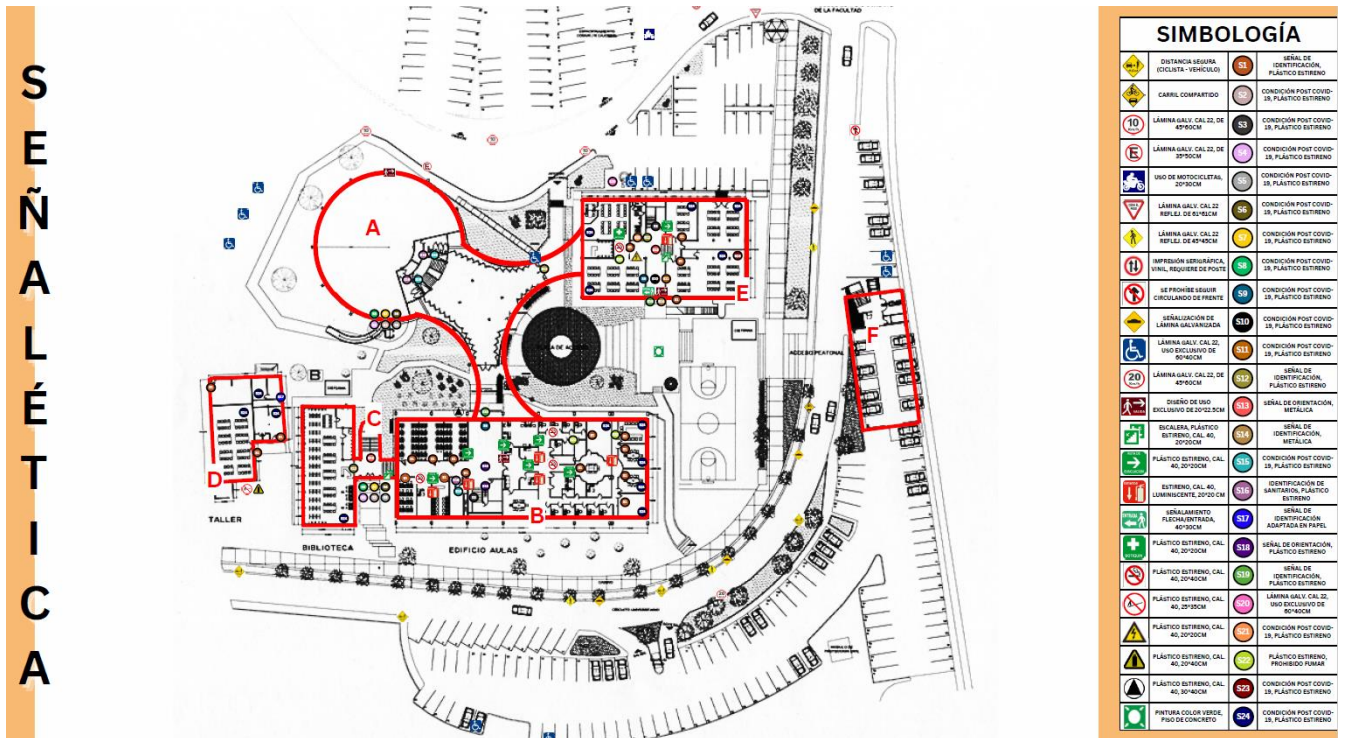 SEÑALÉTICA
DE LA FACULTAD
A
B
C
D
E
F
B
ACCESO PEATONAL
TALLER
BIBLIOTECA
EDIFICIO AULAS
CIRCUITO UNIVERSITARIO
SIMBOLOGÍA
DISTANCIA SEGURA
(CICLISTA - VEHÍCULO)
S1
SEÑAL DE
IDENTIFICACIÓN,
PLÁSTICO ESTIRENO
CARRIL COMPARTIDO
S2
CONDICIÓN POST COVID-
19, PLÁSTICO ESTIRENO
10
LÁMINA GALV. CAL 22, DE
45*60CM
S3
CONDICIÓN POST COVID-
19, PLÁSTICO ESTIRENO
E
LÁMINA GALV. CAL 22, DE
35*50CM
S4
CONDICIÓN POST COVID-
19, PLÁSTICO ESTIRENO
USO DE MOTOCICLETAS,
20*30CM
S5
CONDICIÓN POST COVID-
19, PLÁSTICO ESTIRENO
LÁMINA GALV. CAL 22
REFLEJ. DE 61*61CM
S6
CONDICIÓN POST COVID-
19, PLÁSTICO ESTIRENO
LÁMINA GALV. CAL 22
REFLEJ. DE 45*45CM
S7
CONDICIÓN POST COVID-
19, PLÁSTICO ESTIRENO
IMPRESIÓN SERIGRÁFICA,
VINIL, REQUIERE DE POSTE
S8
CONDICIÓN POST COVID-
19, PLÁSTICO ESTIRENO
SE PROHÍBE SEGUIR
CIRCULANDO DE FRENTE
S9
CONDICIÓN POST COVID-
19, PLÁSTICO ESTIRENO
SEÑALIZACIÓN DE
LÁMINA GALVANIZADA
S10
CONDICIÓN POST COVID-
19, PLÁSTICO ESTIRENO
LÁMINA GALV. CAL 22,
USO EXCLUSIVO DE
60*40CM
S11
CONDICIÓN POST COVID-
19, PLÁSTICO ESTIRENO
20
LÁMINA GALV. CAL 22, DE
45*60CM
S12
SEÑAL DE
IDENTIFICACIÓN,
PLÁSTICO ESTIRENO
DISEÑO DE USO
EXCLUSIVO DE 20*22.5CM
S13
SEÑAL DE ORIENTACIÓN,
METÁLICA
ESCALERA, PLÁSTICO
ESTIRENO, CAL. 40,
20*20CM
S14
SEÑAL DE
IDENTIFICACIÓN,
METÁLICA
PLÁSTICO ESTIRENO, CAL.
40, 20*20CM
S15
CONDICIÓN POST COVID-
19, PLÁSTICO ESTIRENO
ESTIRENO, CAL. 40,
LUMINISCENTE, 20*20 CM
S16
IDENTIFICACIÓN DE
SANITARIOS, PLÁSTICO
ESTIRENO
SEÑALAMIENTO
FLECHA/ENTRADA,
40*30CM
S17
SEÑAL DE
IDENTIFICACIÓN
ADAPTADA EN PAPEL
PLÁSTICO ESTIRENO, CAL.
40, 20*20CM
S18
SEÑAL DE ORIENTACIÓN,
PLÁSTICO ESTIRENO
PLÁSTICO ESTIRENO, CAL.
40, 20*40CM
S19
SEÑAL DE
IDENTIFICACIÓN,
PLÁSTICO ESTIRENO
PLÁSTICO ESTIRENO, CAL.
40, 25*35CM
S20
LÁMINA GALV. CAL 22,
USO EXCLUSIVO DE
60*40CM
PLÁSTICO ESTIRENO, CAL.
40, 20*20CM
S21
CONDICIÓN POST COVID-
19, PLÁSTICO ESTIRENO
PLÁSTICO ESTIRENO, CAL.
40, 20*40CM
S22
PLÁSTICO ESTIRENO,
PROHIBIDO FUMAR
PLÁSTICO ESTIRENO, CAL.
40, 30*40CM
S23
CONDICIÓN POST COVID-
19, PLÁSTICO ESTIRENO
PINTURA COLOR VERDE,
PISO DE CONCRETO
S24
CONDICIÓN POST COVID-
19, PLÁSTICO ESTIRENO